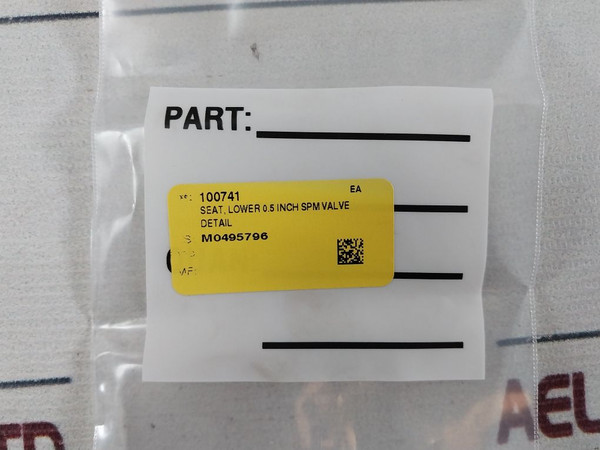 PART:
100741 EA
SEAT, LOWER 0.5 INCH SPM VALVE
DETAIL
M0495796
AEL